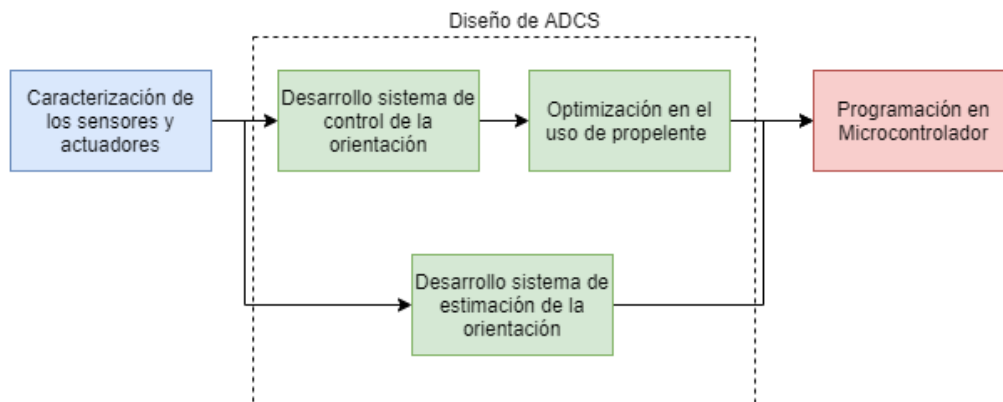 Diseño de ADCS
Caracterización de
los sensores y
actuadores
Desarrollo sistema de
control de la
orientación
Optimización en el
uso de propelente
Programación en
Microcontrolador
Desarrollo sistema de
estimación de la
orientación